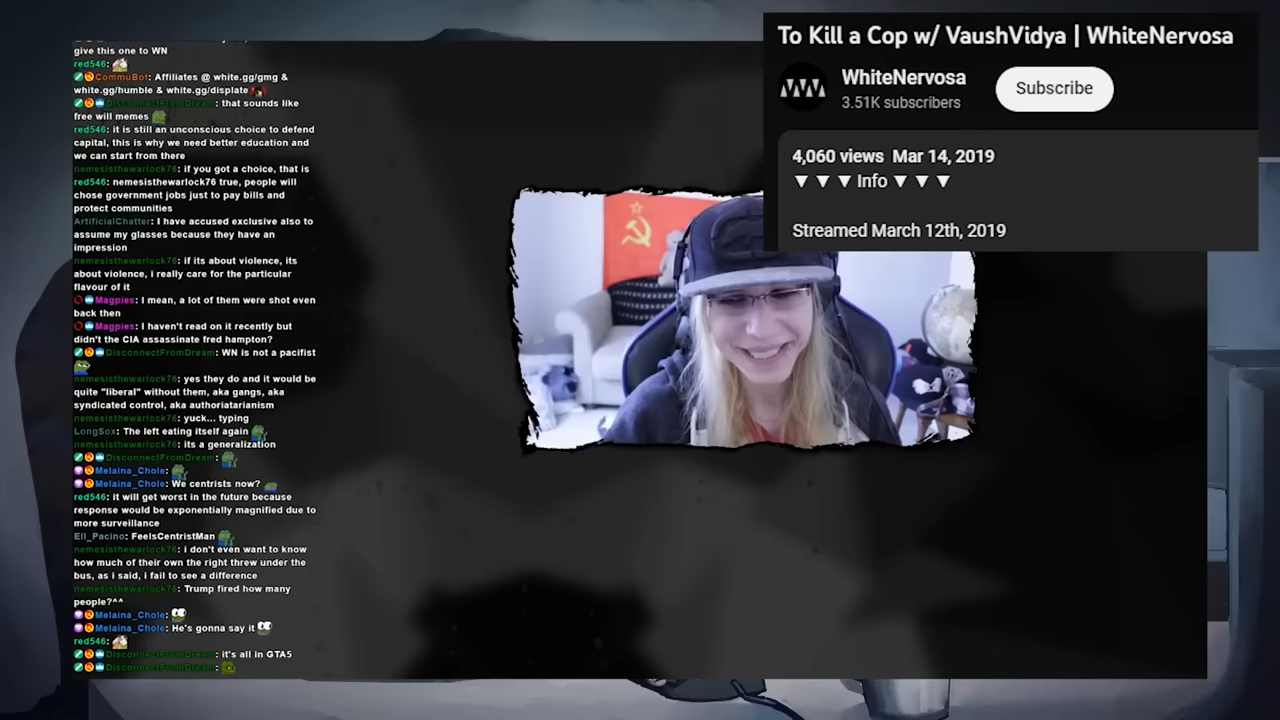 give this one to WN
red546:
CommuBot: Affiliates @ white.gg/gmg &
white.gg/humble & white.gg/displate
DisconnectFromDream: that sounds like
free will memes
red546: it is still an unconscious choice to defend
capital, this is why we need better education and
we can start from there
nemesisthewarlock76: if you got a choice, that is
red546: nemesisthewarlock76 true, people will
chose government jobs just to pay bills and
protect communities
ArtificialChatter: I have accused exclusive also to
assume my glasses because they have an
impression
nemesisthewarlock76: if its about violence, its
about violence, i really care for the particular
flavour of it
Magpies: I mean, a lot of them were shot even
back then
Magpies: I haven't read on it recently but
didn't the CIA assassinate fred hampton?
DisconnectFromDream: WN is not a pacifist
nemesisthewarlock76: yes they do and it would be
quite "liberal" without them, aka gangs, aka
syndicated control, aka authoriatarianism
nemesisthewarlock76: yuck... typing
LongSox: The left eating itself again
nemesisthewarlock76: its a generalization
DisconnectFromDream:
Melaina_Chole:
Melaina_Chole: We centrists now?
red546: it will get worst in the future because
response would be exponentially magnified due to
more surveillance
Eli_Pacino: FeelsCentristMan
nemesisthewarlock76: i don't even want to know
how much of their own the right threw under the
bus, as i said, I fail to see a difference
nemesisthewarlock76: Trump fired how many
people?^^
Melaina_Chole:
Melaina_Chole: He's gonna say it
red546:
DisconnectFromDream: it's all in GTA5
DisconnectFromDream:
To Kill a Cop w/ VaushVidya | WhiteNervosa
WhiteNervosa
3.51K subscribers
Subscribe
4,060 views Mar 14, 2019
▼ ▼ ▼ Info ▼ ▼ ▼
Streamed March 12th, 2019